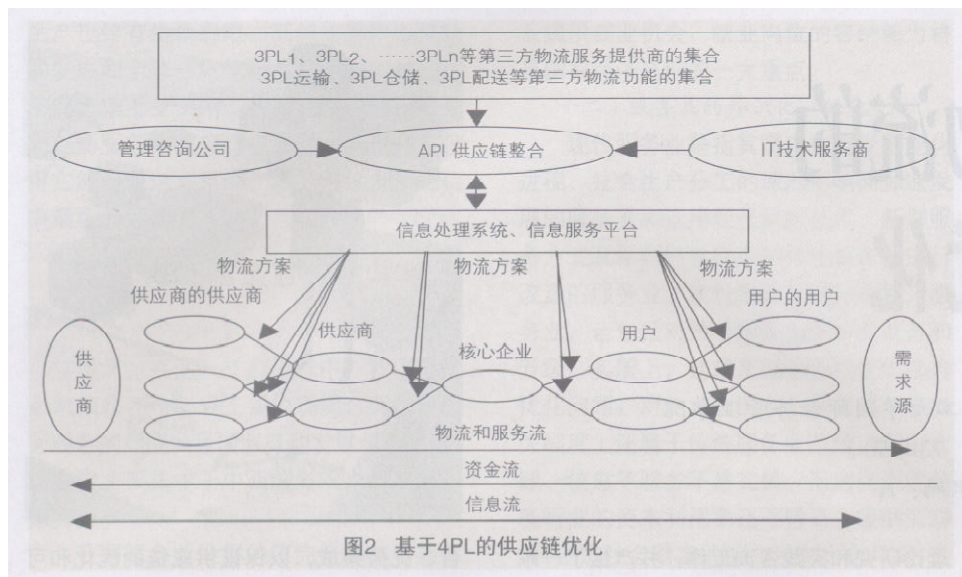 3PL1、3PL2、······3PLn等第三方物流服务提供商的集合
3PL运输、3PL仓储、3PL配送等第三方物流功能的集合
管理咨询公司
API 供应链整合
IT技术服务商
信息处理系统、信息服务平台
物流方案
物流方案
物流方案
供应商的供应商
用户的用户
供应商
用户
核心企业
供应商
需求源
物流和服务流
资金流
信息流
图2 基于4PL的供应链优化